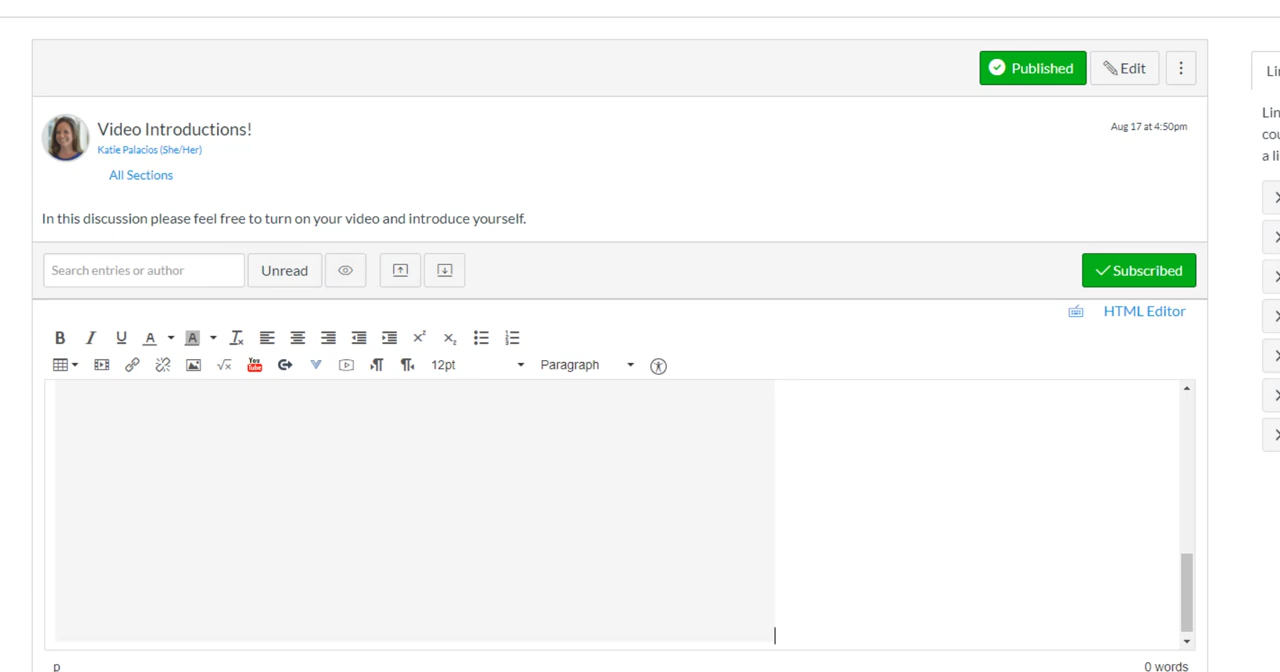 Published
Edit
Video Introductions!
Aug 17 at 4:50pm
Katie Palacios (She/Her)
All Sections
In this discussion please feel free to turn on your video and introduce yourself.
Search entries or author
Unread
Subscribed
HTML Editor
B I U A A
12pt
Paragraph
You
Tube
p
0 words